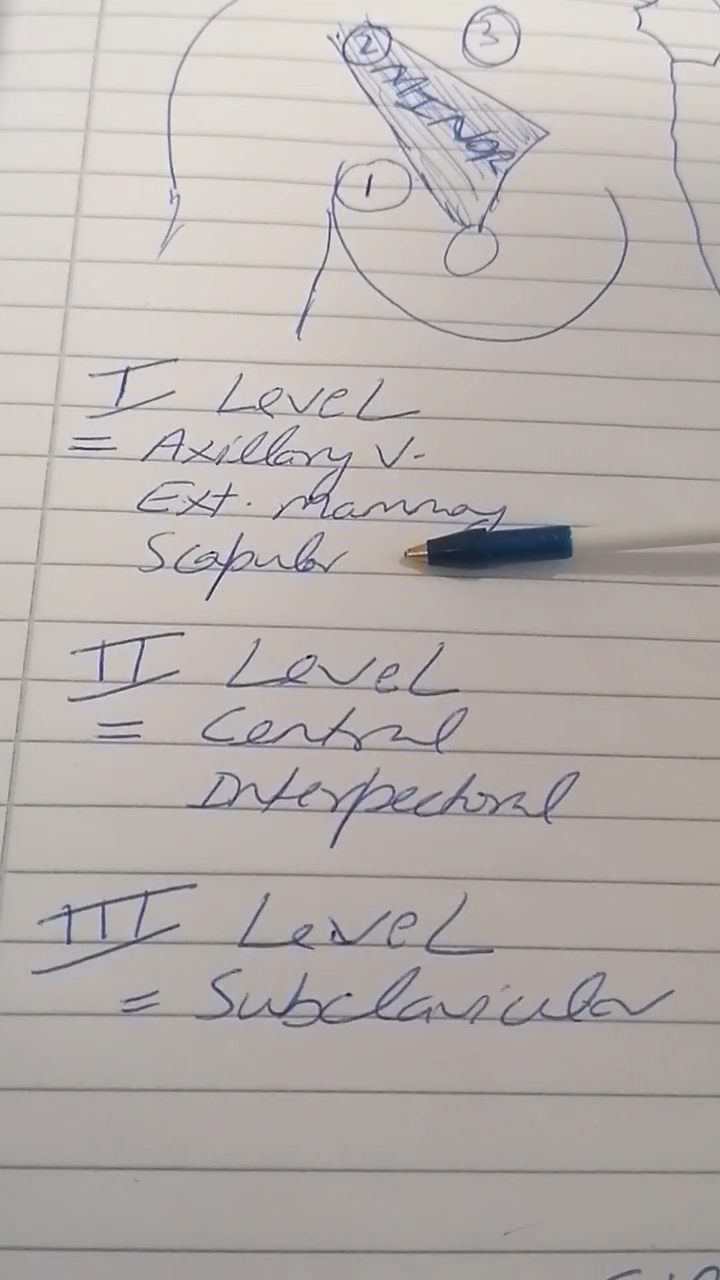 2
3
MINOR
1
I Level
= Axillary V.
Ext. mammary
Scapular
II Level
= Central
Interpectoral
III Level
= Subclavicular